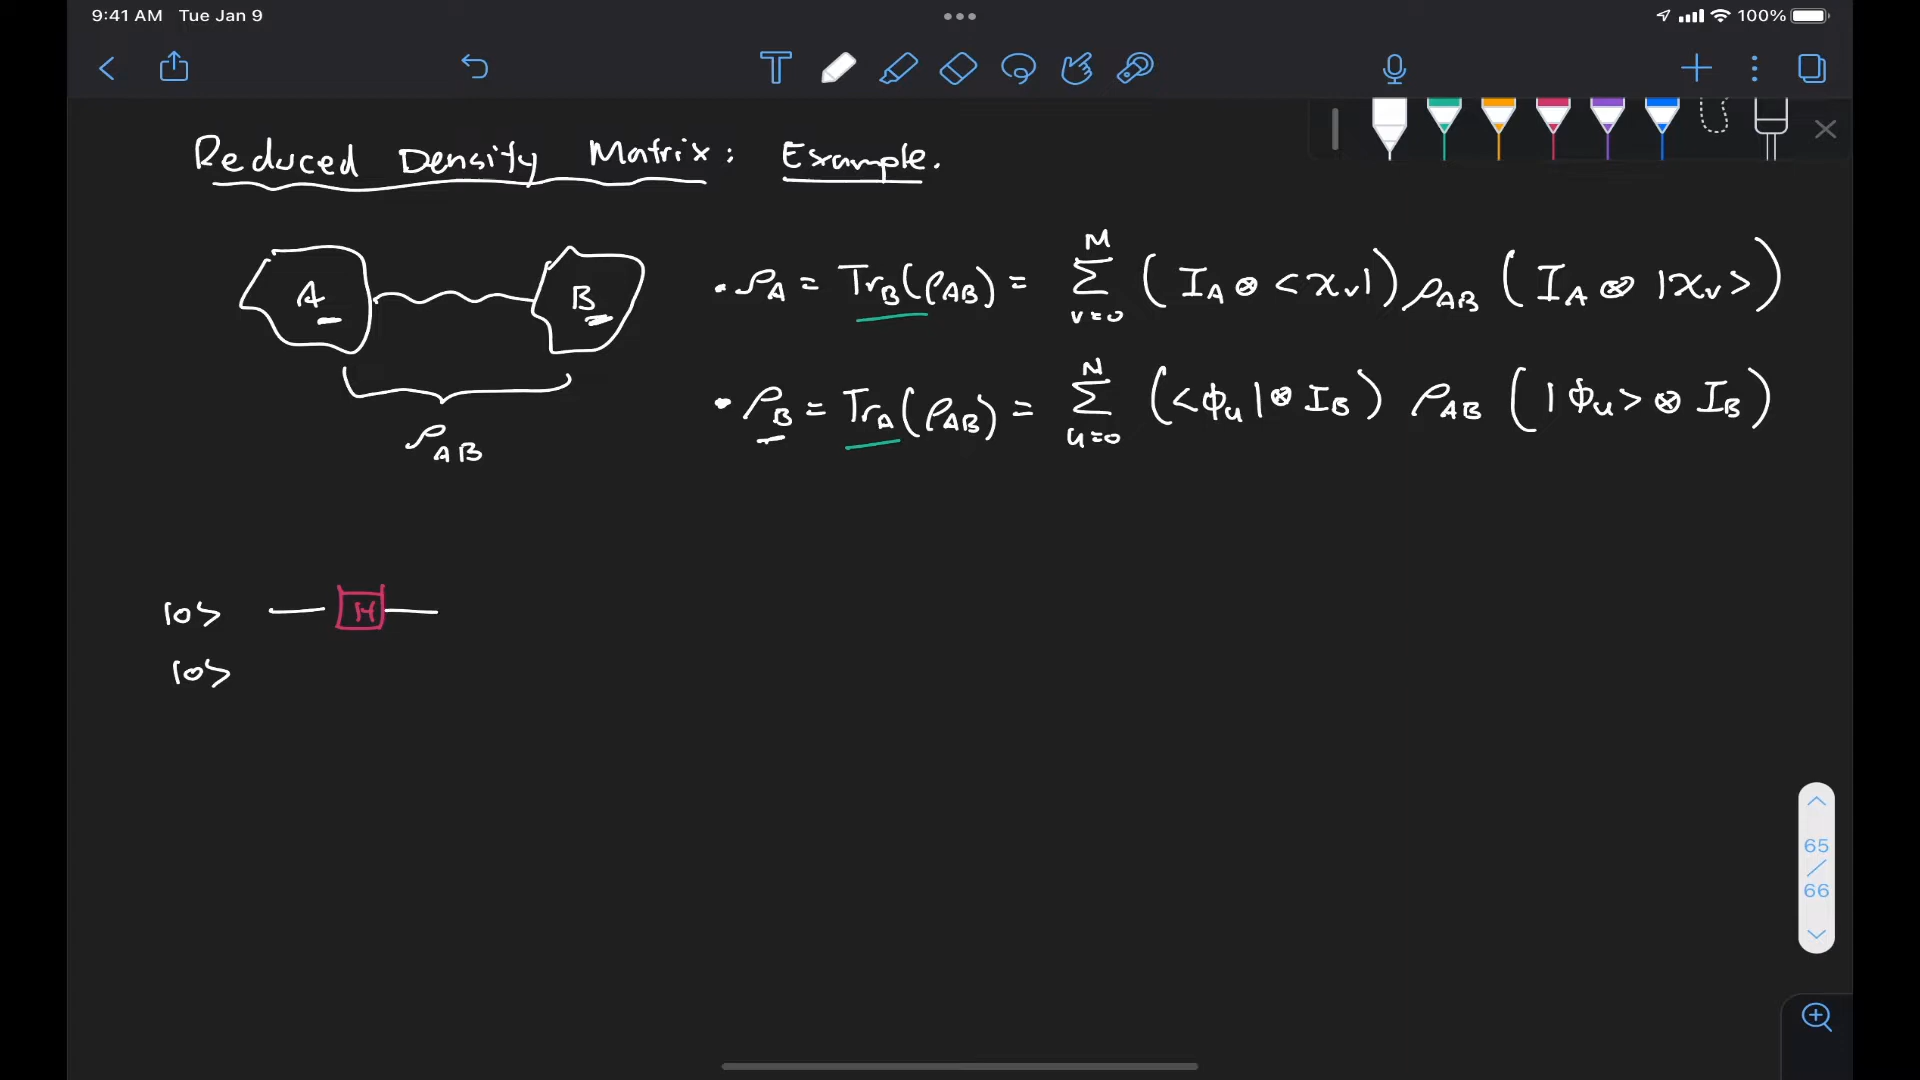 9:41 AM Tue Jan 9 100%
Reduced Density Matrix: Example.
A B
ρAB
• ρA = TrB(ρAB) = Σ_{v=0}^{M} (IA ⊗ <χv|) ρAB (IA ⊗ |χv>)
• ρB = TrA(ρAB) = Σ_{u=0}^{N} (<φu| ⊗ IB) ρAB (|φu> ⊗ IB)
|0> H
|0>
65
/
66